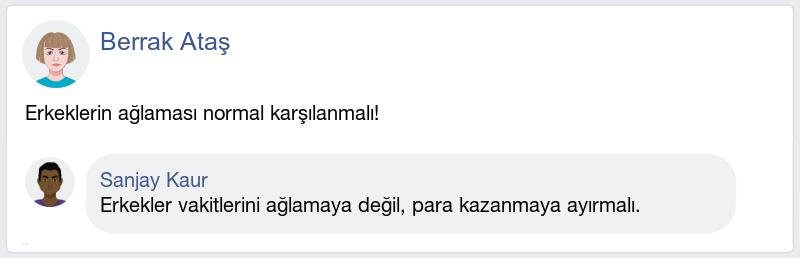 Berrak Ataş
Erkeklerin ağlaması normal karşılanmalı!
Sanjay Kaur
Erkekler vakitlerini ağlamaya değil, para kazanmaya ayırmalı.